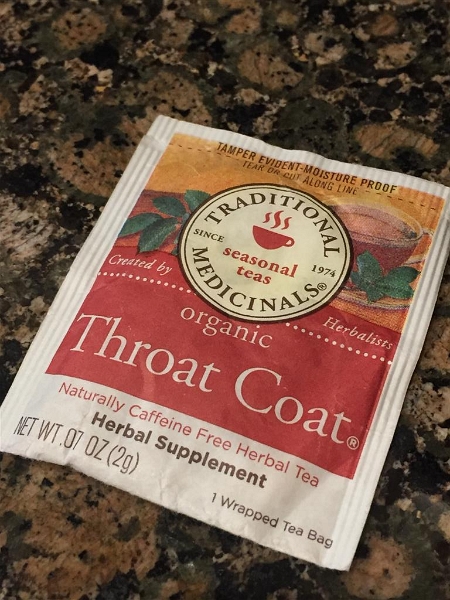 TAMPER EVIDENT-MOISTURE PROOF
TEAR OR CUT ALONG LINE
TRADITIONAL
SINCE 1974
seasonal
teas
MEDICINALS®
Created by Herbalists
organic
Throat Coat®
Naturally Caffeine Free Herbal Tea
Herbal Supplement
NET WT .07 OZ (2g)
1 Wrapped Tea Bag